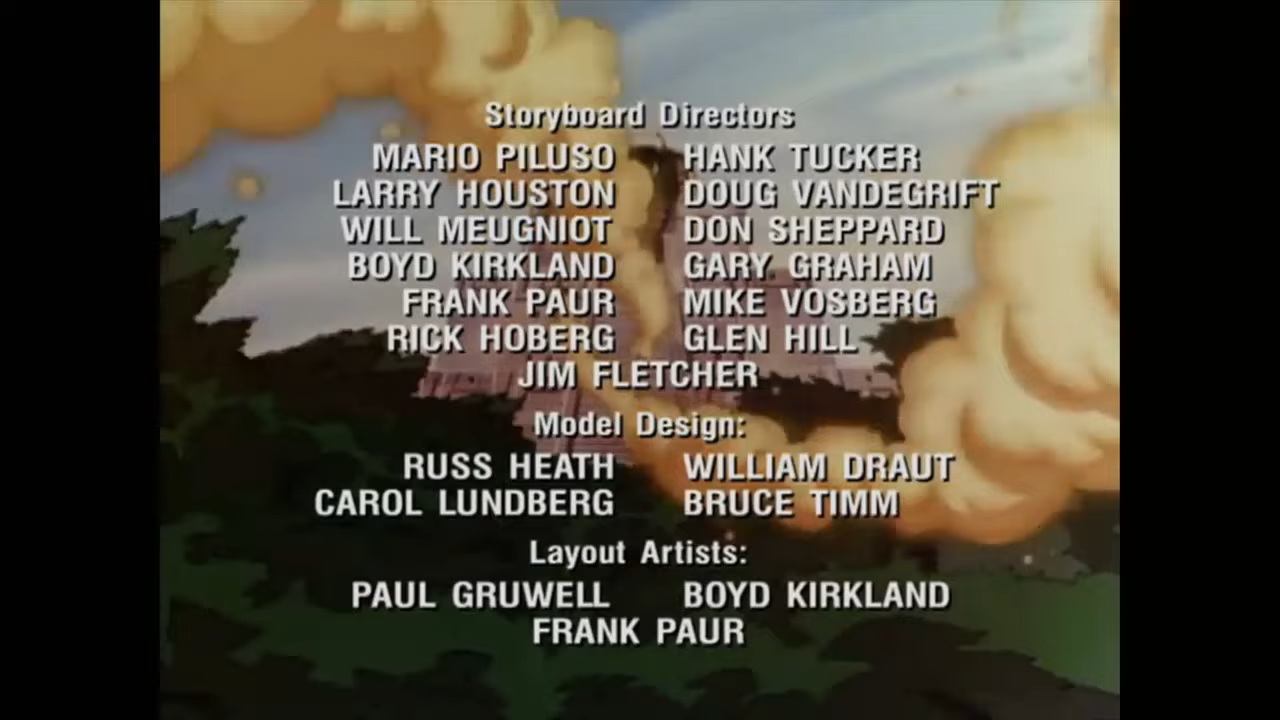 Storyboard Directors
MARIO PILUSO HANK TUCKER
LARRY HOUSTON DOUG VANDEGRIFT
WILL MEUGNIOT DON SHEPPARD
BOYD KIRKLAND GARY GRAHAM
FRANK PAUR MIKE VOSBERG
RICK HOBERG GLEN HILL
JIM FLETCHER
Model Design:
RUSS HEATH WILLIAM DRAUT
CAROL LUNDBERG BRUCE TIMM
Layout Artists:
PAUL GRUWELL BOYD KIRKLAND
FRANK PAUR